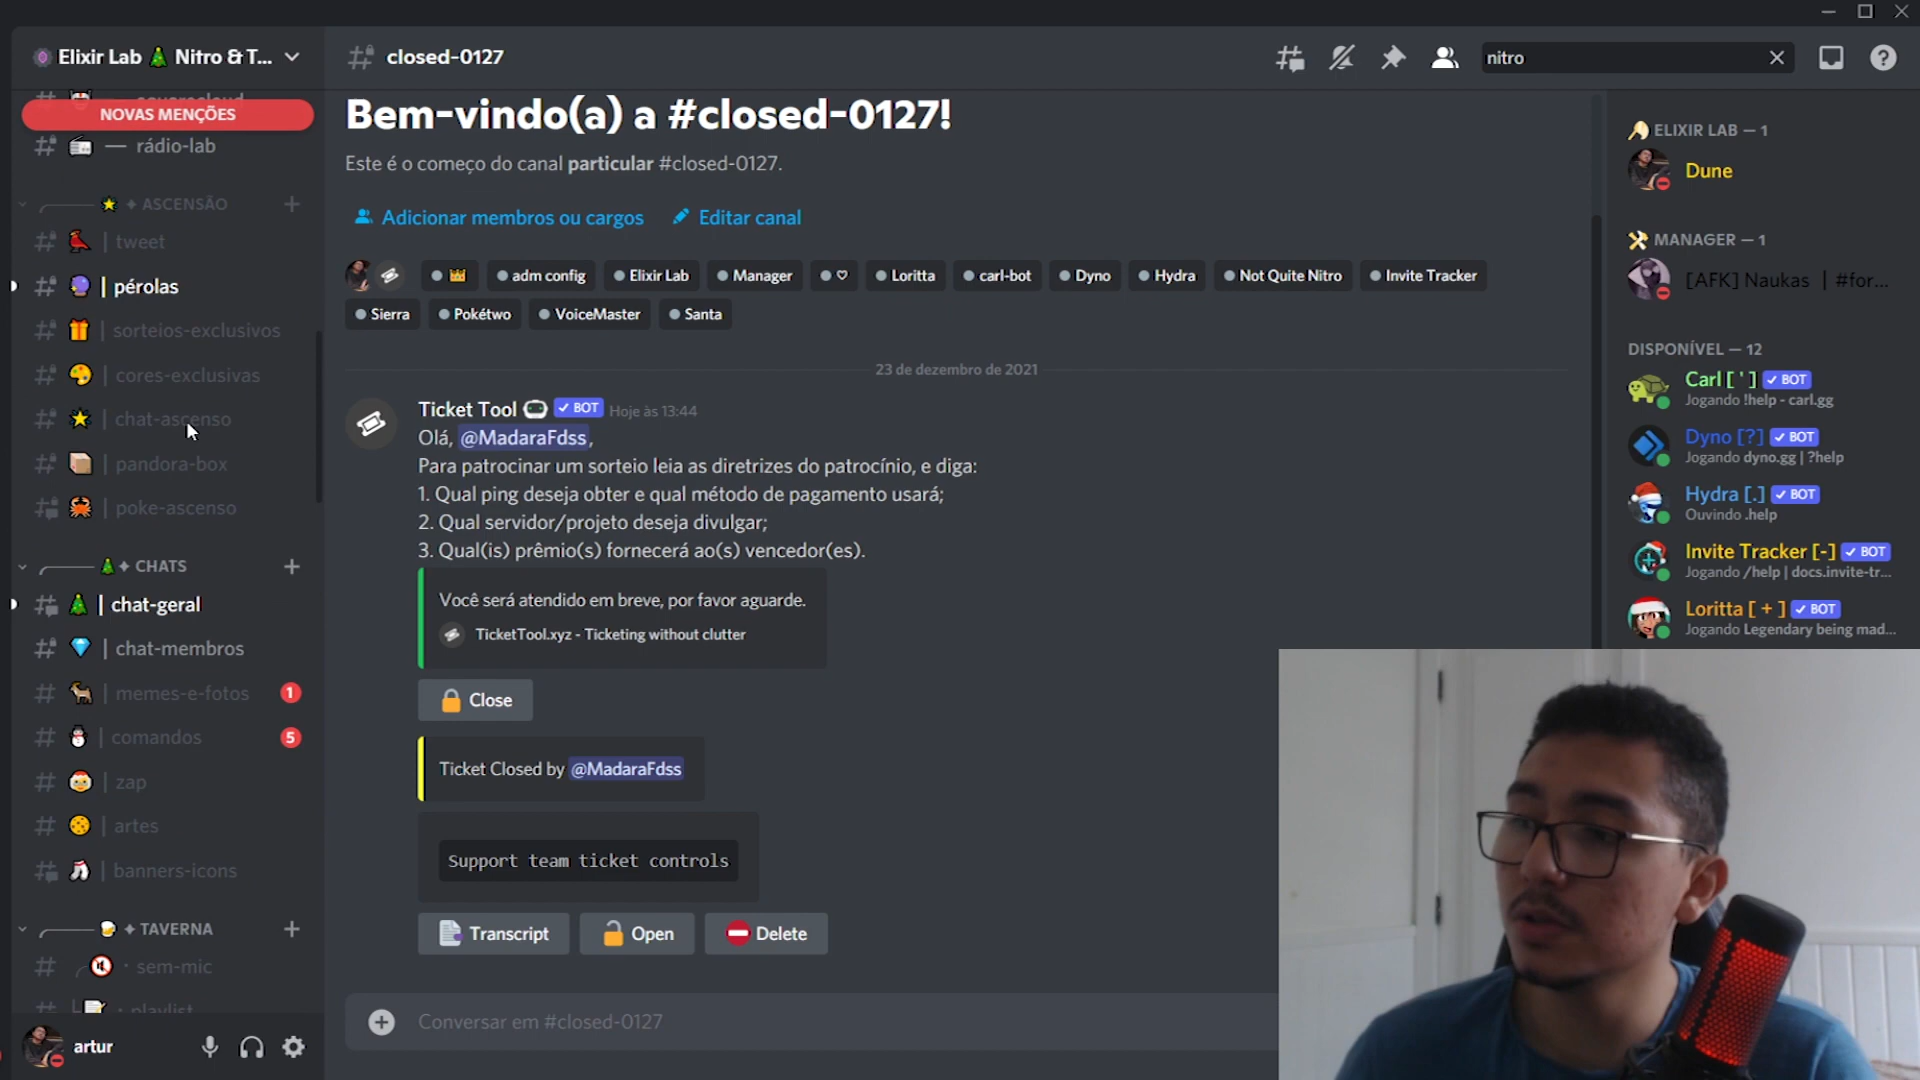 Elixir Lab 🎄 Nitro & T...
NOVAS MENÇÕES
— rádio-lab
✦ ASCENSÃO
tweet
| pérolas
| sorteios-exclusivos
| cores-exclusivas
| chat-ascenso
| pandora-box
| poke-ascenso
✦ CHATS
| chat-geral
| chat-membros
| memes-e-fotos 1
| comandos 5
| zap
| artes
| banners-icons
✦ TAVERNA
· sem-mic
· playlist
artur
closed-0127
nitro
Bem-vindo(a) a #closed-0127!
Este é o começo do canal particular #closed-0127.
Adicionar membros ou cargos Editar canal
👑 adm config Elixir Lab Manager ♡ Loritta carl-bot Dyno Hydra Not Quite Nitro Invite Tracker
Sierra Pokétwo VoiceMaster Santa
23 de dezembro de 2021
Ticket Tool BOT Hoje às 13:44
Olá, @MadaraFdss,
Para patrocinar um sorteio leia as diretrizes do patrocínio, e diga:
1. Qual ping deseja obter e qual método de pagamento usará;
2. Qual servidor/projeto deseja divulgar;
3. Qual(is) prêmio(s) fornecerá ao(s) vencedor(es).
Você será atendido em breve, por favor aguarde.
TicketTool.xyz - Ticketing without clutter
Close
Ticket Closed by @MadaraFdss
Support team ticket controls
Transcript Open Delete
Conversar em #closed-0127
ELIXIR LAB — 1
Dune
MANAGER — 1
[AFK] Naukas | #for...
DISPONÍVEL — 12
Carl [ ' ] BOT
Jogando !help - carl.gg
Dyno [?] BOT
Jogando dyno.gg | ?help
Hydra [.] BOT
Ouvindo .help
Invite Tracker [-] BOT
Jogando /help | docs.invite-tr...
Loritta [ + ] BOT
Jogando Legendary being mad...